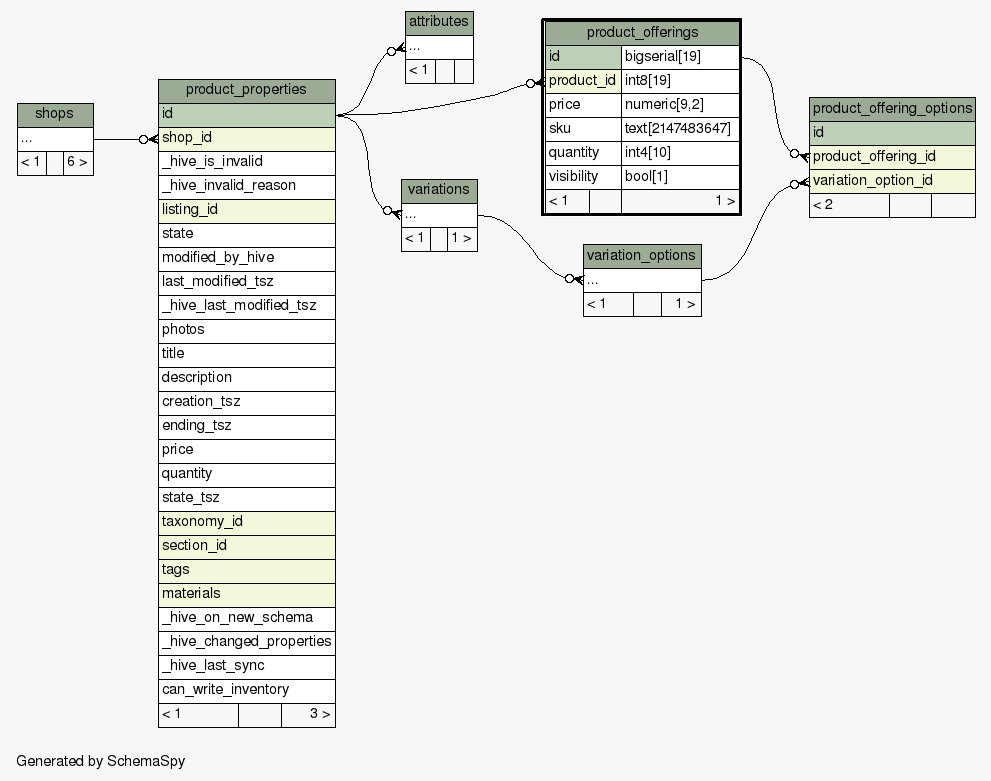 attributes
...
< 1
product_offerings
id bigserial[19]
product_id int8[19]
price numeric[9,2]
sku text[2147483647]
quantity int4[10]
visibility bool[1]
< 1 1 >
product_properties
id
shop_id
_hive_is_invalid
_hive_invalid_reason
listing_id
state
modified_by_hive
last_modified_tsz
_hive_last_modified_tsz
photos
title
description
creation_tsz
ending_tsz
price
quantity
state_tsz
taxonomy_id
section_id
tags
materials
_hive_on_new_schema
_hive_changed_properties
_hive_last_sync
can_write_inventory
< 1 3 >
shops
...
< 1 6 >
product_offering_options
id
product_offering_id
variation_option_id
< 2
variations
...
< 1 1 >
variation_options
...
< 1 1 >
Generated by SchemaSpy